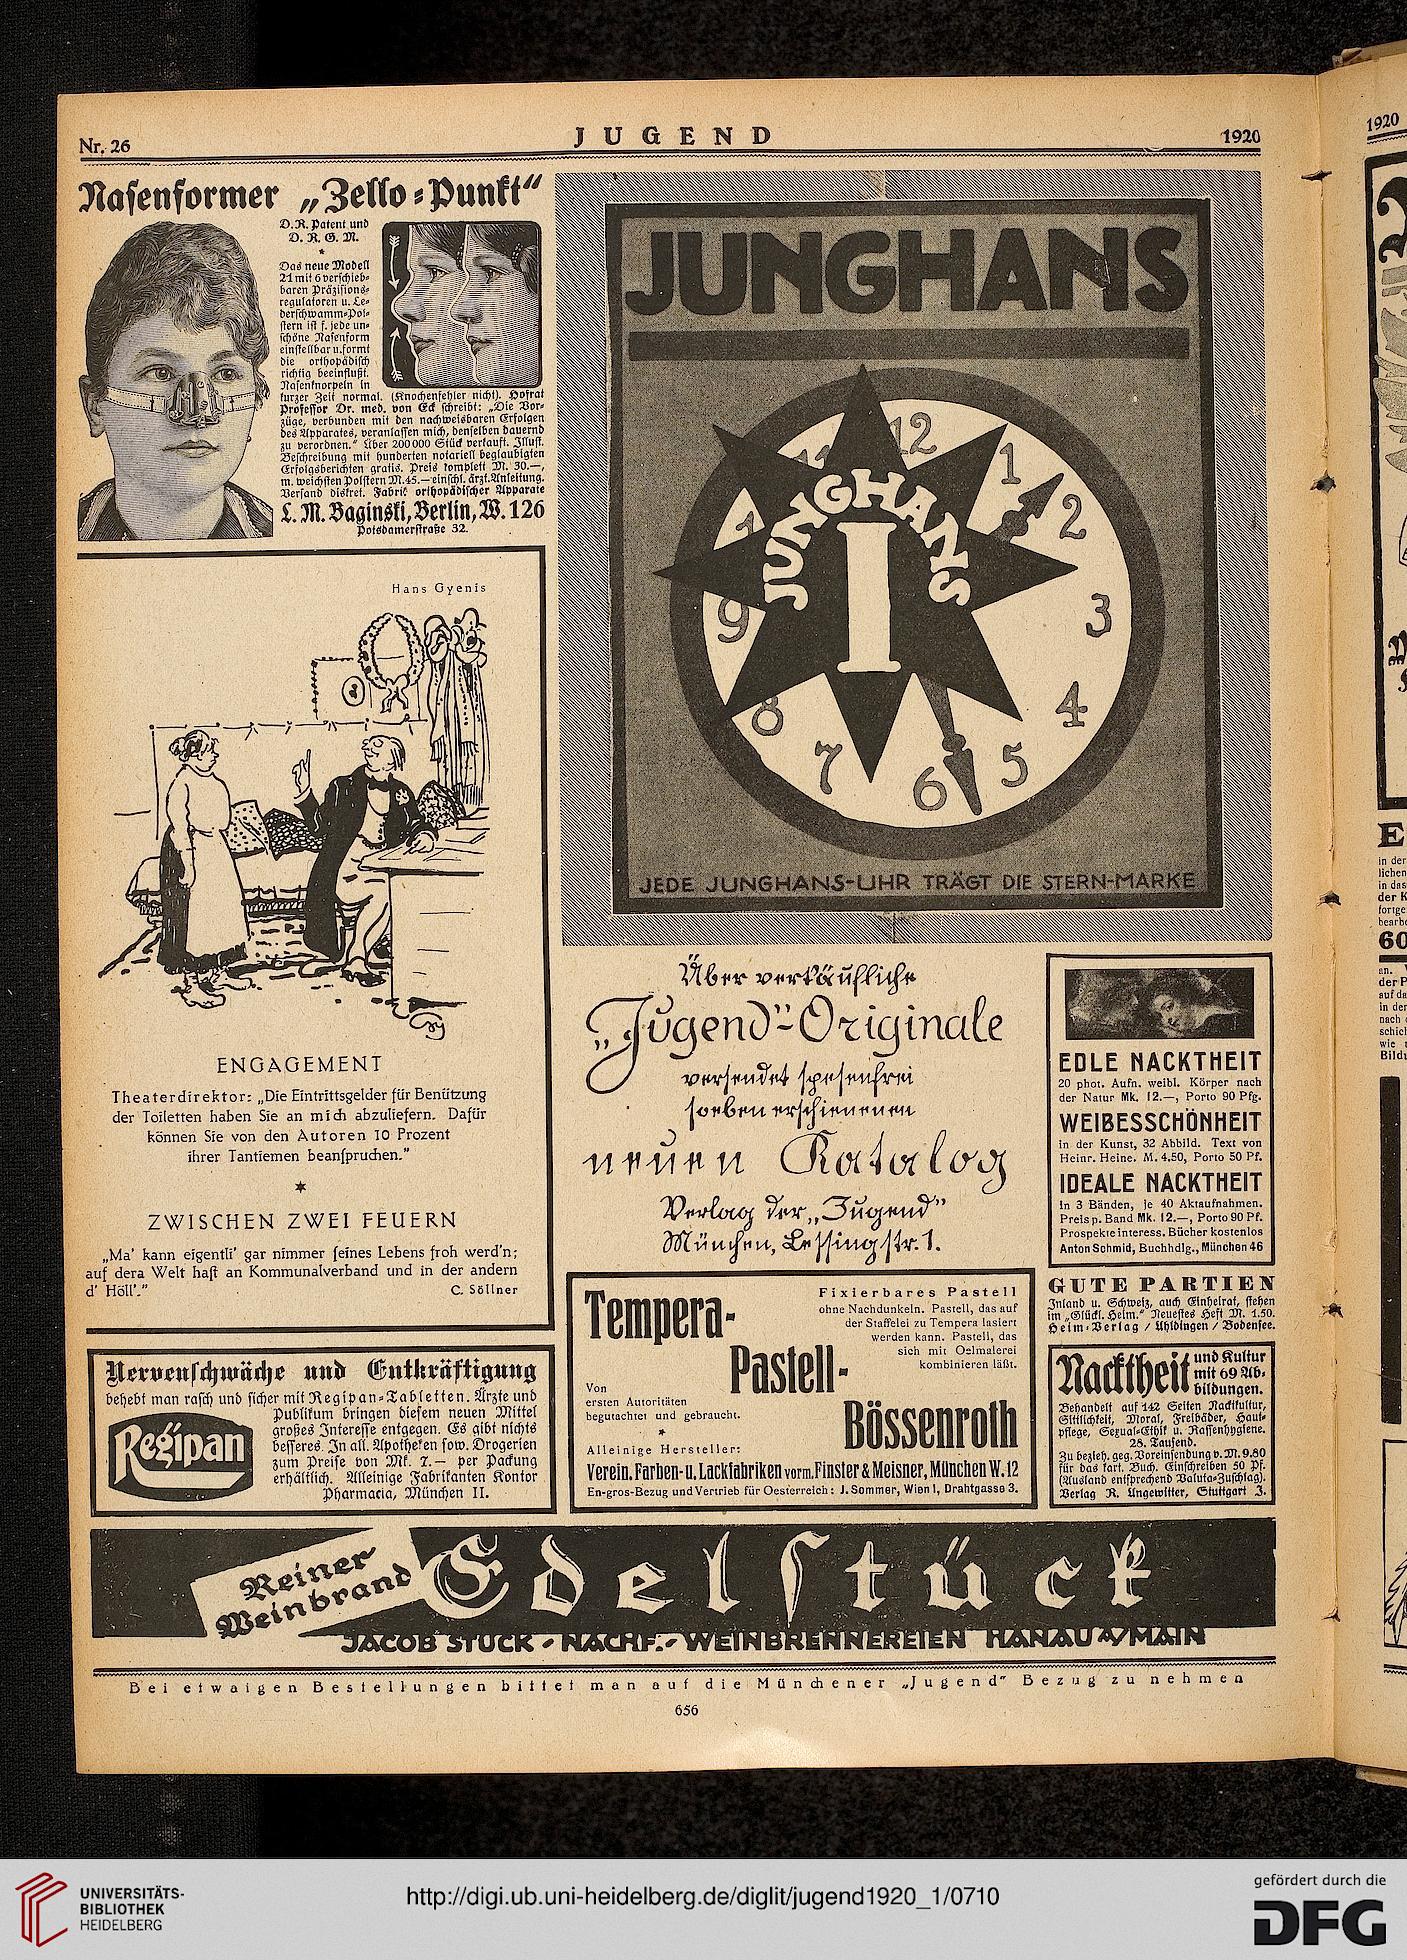 Nr. 26
JUGEND
1920
Nasenformer „Zello-Punkt“
D.R. Patent und
D. R. G. M.
*
Das neue Modell
21 mit 6 verschieb-
baren Präzisions-
regulatoren u. Le-
derschwamm-Pol-
stern ist f. jede un-
schöne Nasenform
einstellbar u. formt
die orthopädisch
richtig beeinflußt.
Nasenknorpeln in
kurzer Zeit normal. (Knochenfehler nicht). Hofrat
Professor Dr. med. von Eck schreibt: „Die Vor-
züge, verbunden mit den nachweisbaren Erfolgen
des Apparates, veranlassen mich, denselben dauernd
zu verordnen.“ Über 200 000 Stück verkauft. Illust.
Beschreibung mit hunderten notariell beglaubigten
Erfolgsberichten gratis. Preis komplett M. 30.—,
m. weichsten Polstern M. 45.— einschl. ärzt. Anleitung.
Versand diskret. Fabrik orthopädischer Apparate
L. M. Baginski, Berlin, W. 126
Potsdamerstraße 32.
JUNGHANS
12
1
2
3
4
5
6
7
8
9
JUNGHANS
I
JEDE JUNGHANS-UHR TRÄGT DIE STERN-MARKE
Hans Gyenis
Gy
ENGAGEMENT
Theaterdirektor: „Die Eintrittsgelder für Benützung
der Toiletten haben Sie an mich abzuliefern. Dafür
können Sie von den Autoren 10 Prozent
ihrer Tantiemen beanſpruchen.“
*
ZWISCHEN ZWEI FEUERN
„Ma' kann eigentli' gar nimmer ſeines Lebens froh werd'n;
auf dera Welt haſt an Kommunalverband und in der andern
d' Höll'.“
C. Söllner
Über verkäufliche
„Jugend“-Originale
versendet spesenfrei
soeben erschienenen
neuen Katalog
Verlag der „Jugend“
München, Lessingstr. 1.
EDLE NACKTHEIT
20 phot. Aufn. weibl. Körper nach
der Natur Mk. 12.—, Porto 90 Pfg.
WEIBESSCHÖNHEIT
in der Kunst, 32 Abbild. Text von
Heinr. Heine. M. 4.50, Porto 50 Pf.
IDEALE NACKTHEIT
in 3 Bänden, je 40 Aktaufnahmen.
Preis p. Band Mk. 12.—, Porto 90 Pf.
Prospekte interess. Bücher kostenlos
Anton Schmid, Buchhdlg., München 46
GUTE PARTIEN
Inland u. Schweiz, auch Einheirat, stehen
im „Glückl. Heim.“ Neuestes Heft M. 1.50.
Heim-Verlag / Uhldingen / Bodensee.
Nacktheit
und Kultur
mit 69 Ab-
bildungen.
Behandelt auf 142 Seiten Nacktkultur,
Sittlichkeit, Moral, Freibäder, Haut-
pflege, Sexual-Ethik u. Rassenhygiene.
28. Tausend.
Zu bezieh. geg. Voreinsendung v. M. 9.80
für das kart. Buch. Einschreiben 50 Pf.
(Ausland entsprechend Valuta-Zuschlag).
Verlag R. Ungewitter, Stuttgart J.
Tempera-
Pastell-
Bössenroth
Fixierbares Pastell
ohne Nachdunkeln. Pastell, das auf
der Staffelei zu Tempera lasiert
werden kann. Pastell, das
sich mit Oelmalerei
kombinieren läßt.
Von
ersten Autoritäten
begutachtet und gebraucht.
*
Alleinige Hersteller:
Verein. Farben- u. Lackfabriken vorm. Finster & Meisner, München W. 12
En-gros-Bezug und Vertrieb für Oesterreich: J. Sommer, Wien I, Drahtgasse 3.
Nervenschwäche und Entkräftigung
behebt man rasch und sicher mit Regipan-Tabletten. Ärzte und
Publikum bringen diesem neuen Mittel
großes Interesse entgegen. Es gibt nichts
besseres. In all. Apotheken sow. Drogerien
zum Preise von Mk. 7.— per Packung
erhältlich. Alleinige Fabrikanten Kontor
Pharmacia, München II.
Regipan
Reiner
Weinbrand
Edelstück
JACOB STÜCK - NACHF. - WEINBRENNEREIEN HANAU A/MAIN
Bei etwaigen Bestellungen bittet man auf die Münchener „Jugend“ Bezug zu nehmen
656
1920
E
in der
lichen
in das
der K
fortge
60
an.
der P
auf da
in der
nach
schich
wie
UNIVERSITÄTS-
BIBLIOTHEK
HEIDELBERG
http://digi.ub.uni-heidelberg.de/diglit/jugend1920_1/0710
gefördert durch die
DFG